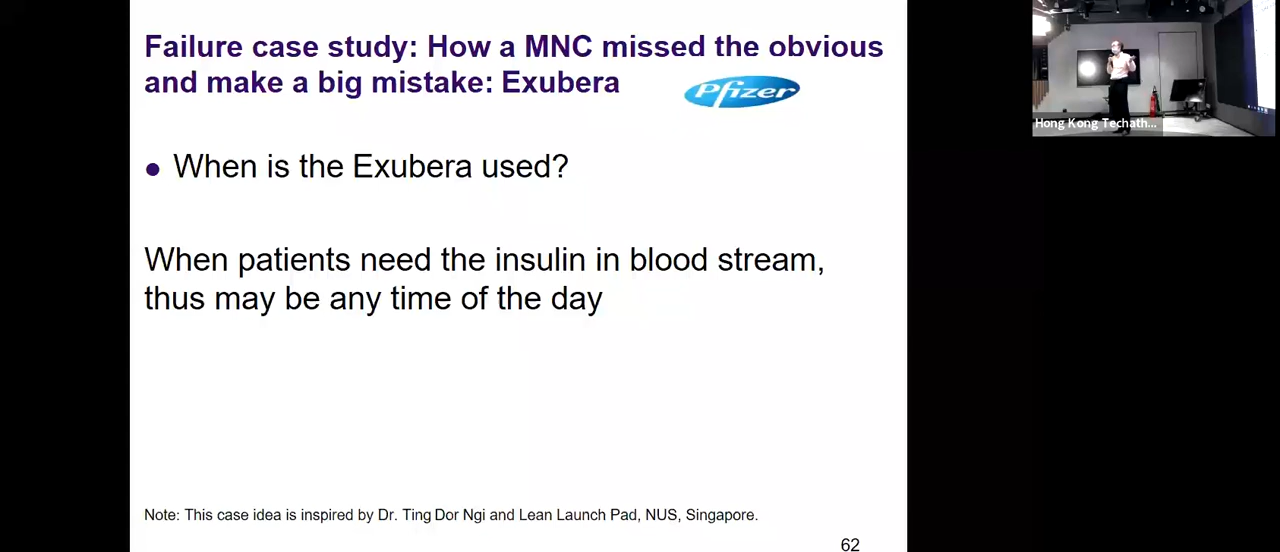 Failure case study: How a MNC missed the obvious
and make a big mistake: Exubera
Pfizer
Hong Kong Techath...
• When is the Exubera used?
When patients need the insulin in blood stream,
thus may be any time of the day
Note: This case idea is inspired by Dr. Ting Dor Ngi and Lean Launch Pad, NUS, Singapore.
62